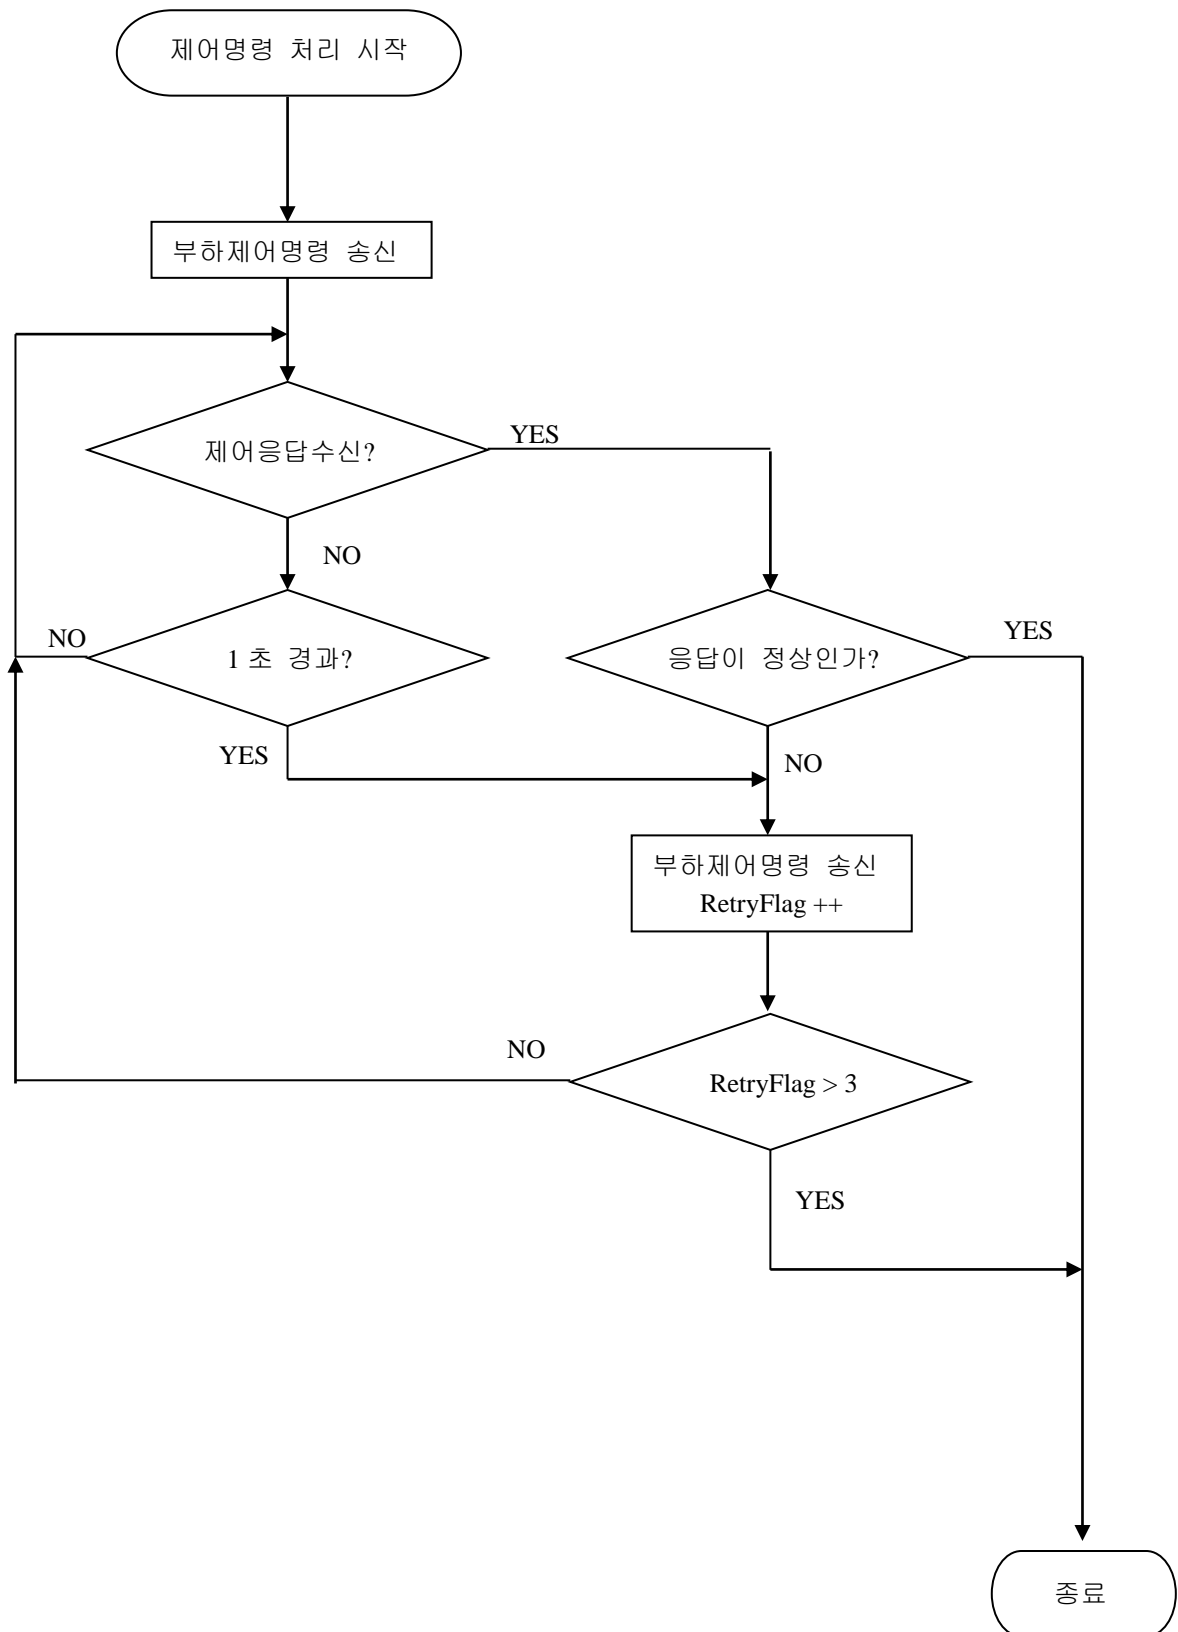 제어명령 처리 시작
부하제어명령 송신
제어응답수신?
YES
NO
1 초 경과?
NO
YES
응답이 정상인가?
YES
NO
부하제어명령 송신
RetryFlag ++
RetryFlag > 3
NO
YES
종료